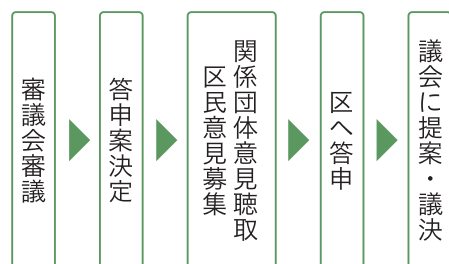 審議会審議
答申案決定
関係団体意見聴取
区民意見募集
区へ答申
議会に提案・議決